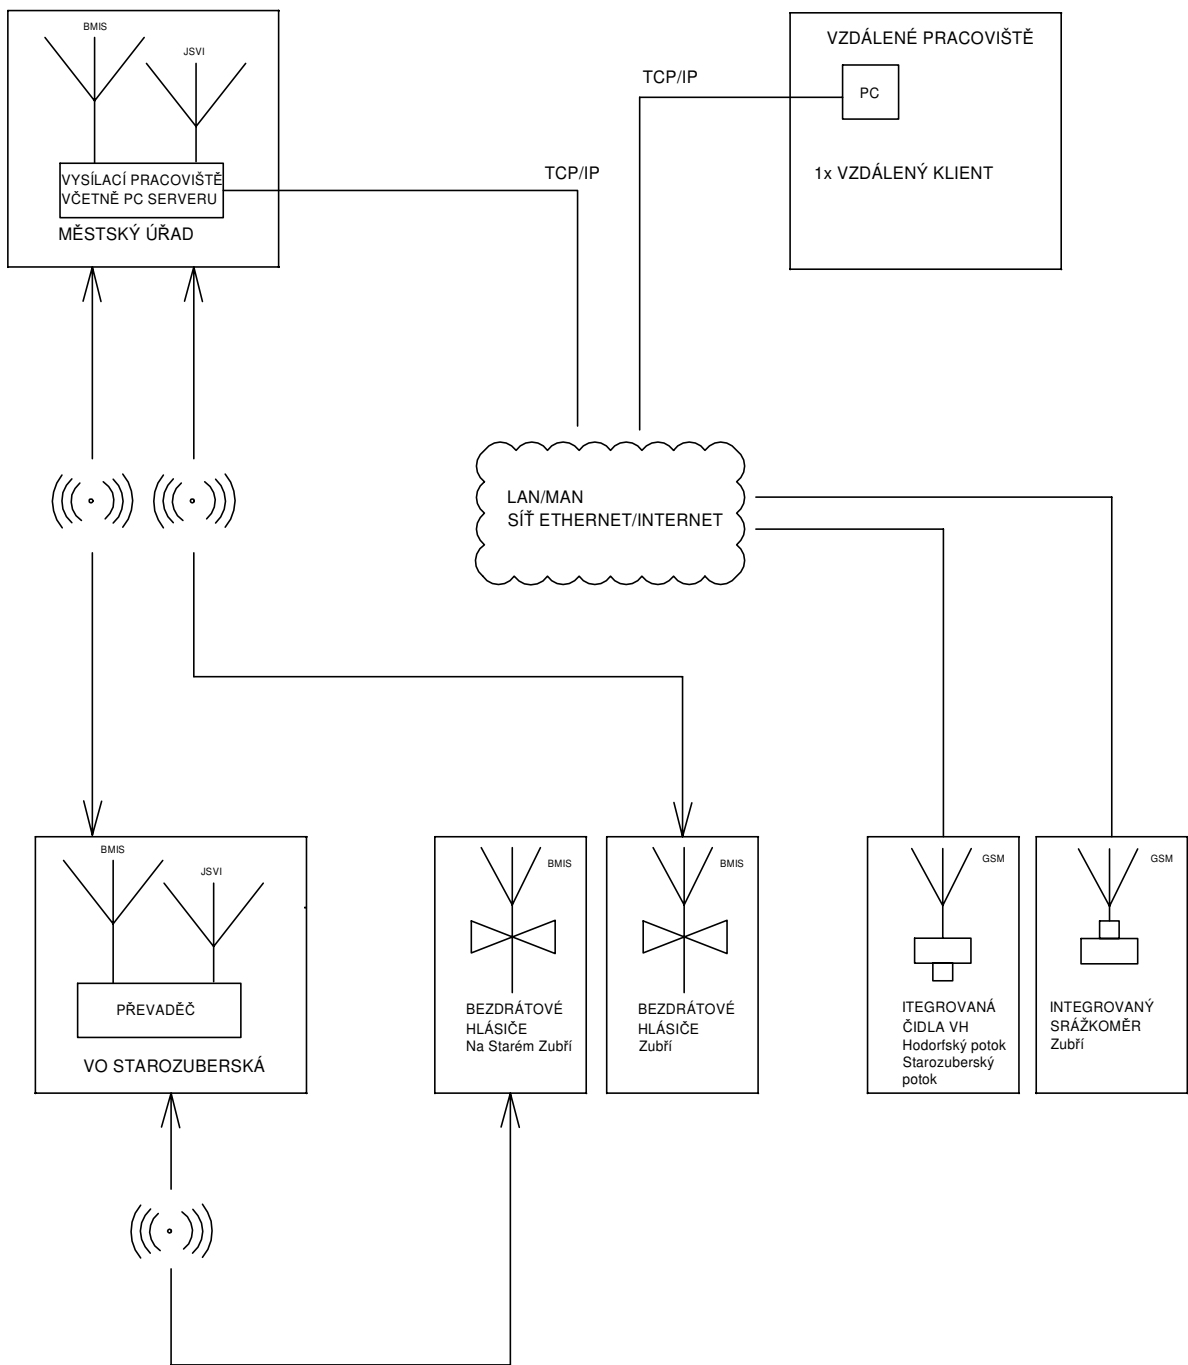 BMIS
JSVI
VYSÍLACÍ PRACOVIŠTĚ
VČETNĚ PC SERVERU
MĚSTSKÝ ÚŘAD
TCP/IP
TCP/IP
VZDÁLENÉ PRACOVIŠTĚ
PC
1x VZDÁLENÝ KLIENT
LAN/MAN
SÍŤ ETHERNET/INTERNET
BMIS
JSVI
PŘEVADĚČ
VO STAROZUBERSKÁ
BMIS
BEZDRÁTOVÉ
HLÁSIČE
Na Starém Zubří
BMIS
BEZDRÁTOVÉ
HLÁSIČE
Zubří
GSM
ITEGROVANÁ
ČIDLA VH
Hodorfský potok
Starozuberský
potok
GSM
INTEGROVANÝ
SRÁŽKOMĚR
Zubří